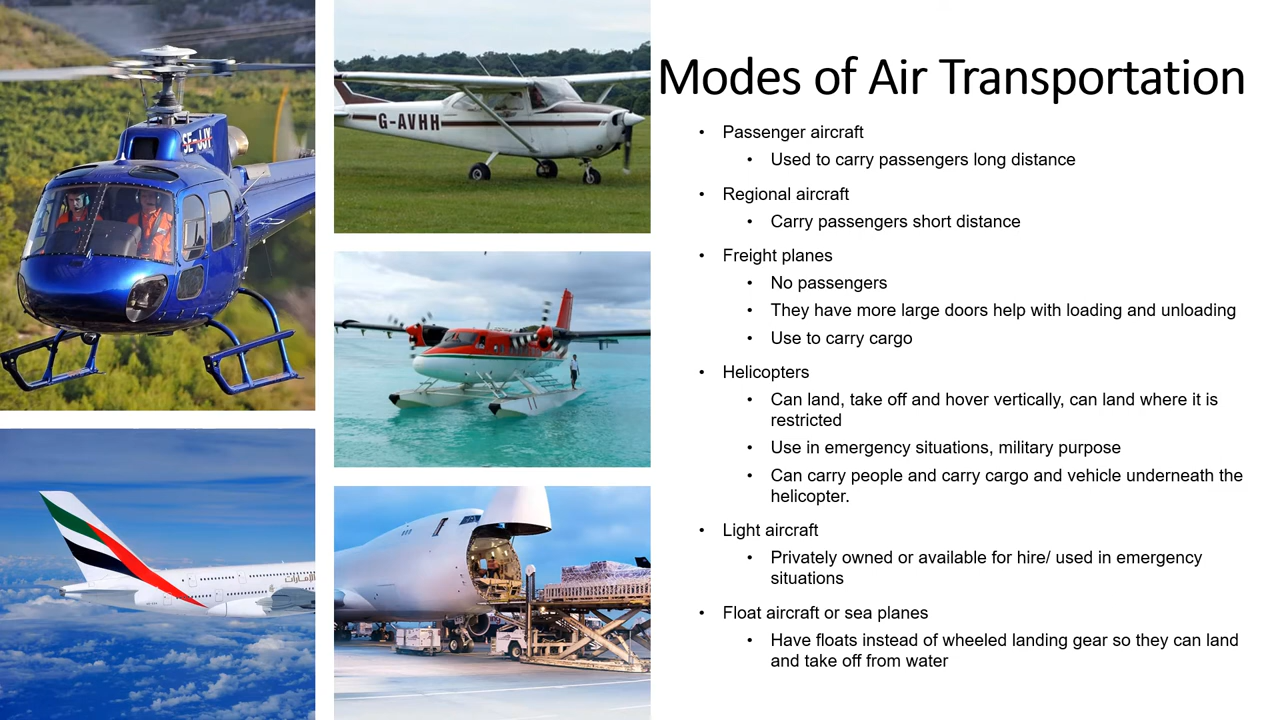 SE-JJY
G-AVHH
الإمارات
Modes of Air Transportation
• Passenger aircraft
• Used to carry passengers long distance
• Regional aircraft
• Carry passengers short distance
• Freight planes
• No passengers
• They have more large doors help with loading and unloading
• Use to carry cargo
• Helicopters
• Can land, take off and hover vertically, can land where it is
restricted
• Use in emergency situations, military purpose
• Can carry people and carry cargo and vehicle underneath the
helicopter.
• Light aircraft
• Privately owned or available for hire/ used in emergency
situations
• Float aircraft or sea planes
• Have floats instead of wheeled landing gear so they can land
and take off from water